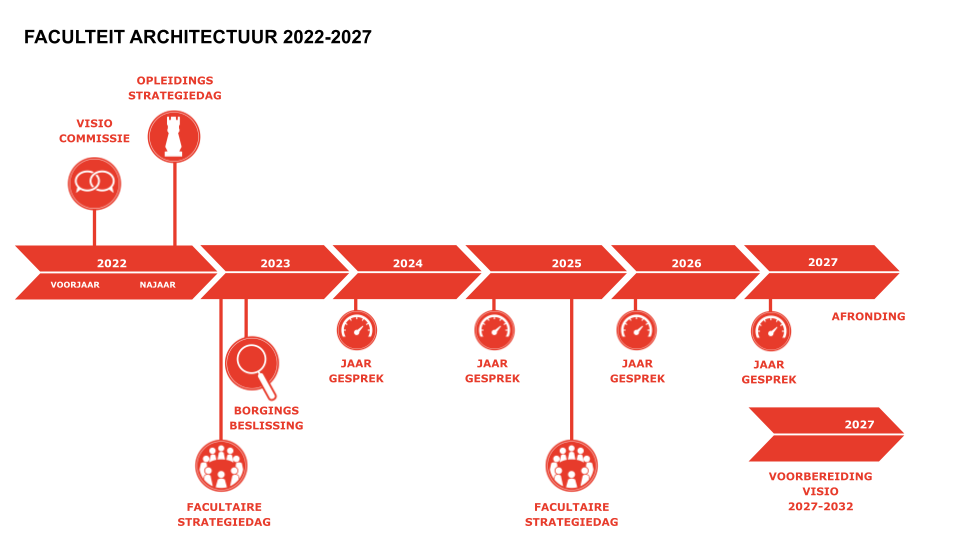 FACULTEIT ARCHITECTUUR 2022-2027
OPLEIDINGS
STRATEGIEDAG
VISIO
COMMISSIE
2022
2023
2024
2025
2026
2027
VOORJAAR
NAJAAR
AFRONDING
JAAR
GESPREK
JAAR
GESPREK
JAAR
GESPREK
JAAR
GESPREK
BORGINGS
BESLISSING
2027
VOORBEREIDING
VISIO
2027-2032
FACULTAIRE
STRATEGIEDAG
FACULTAIRE
STRATEGIEDAG